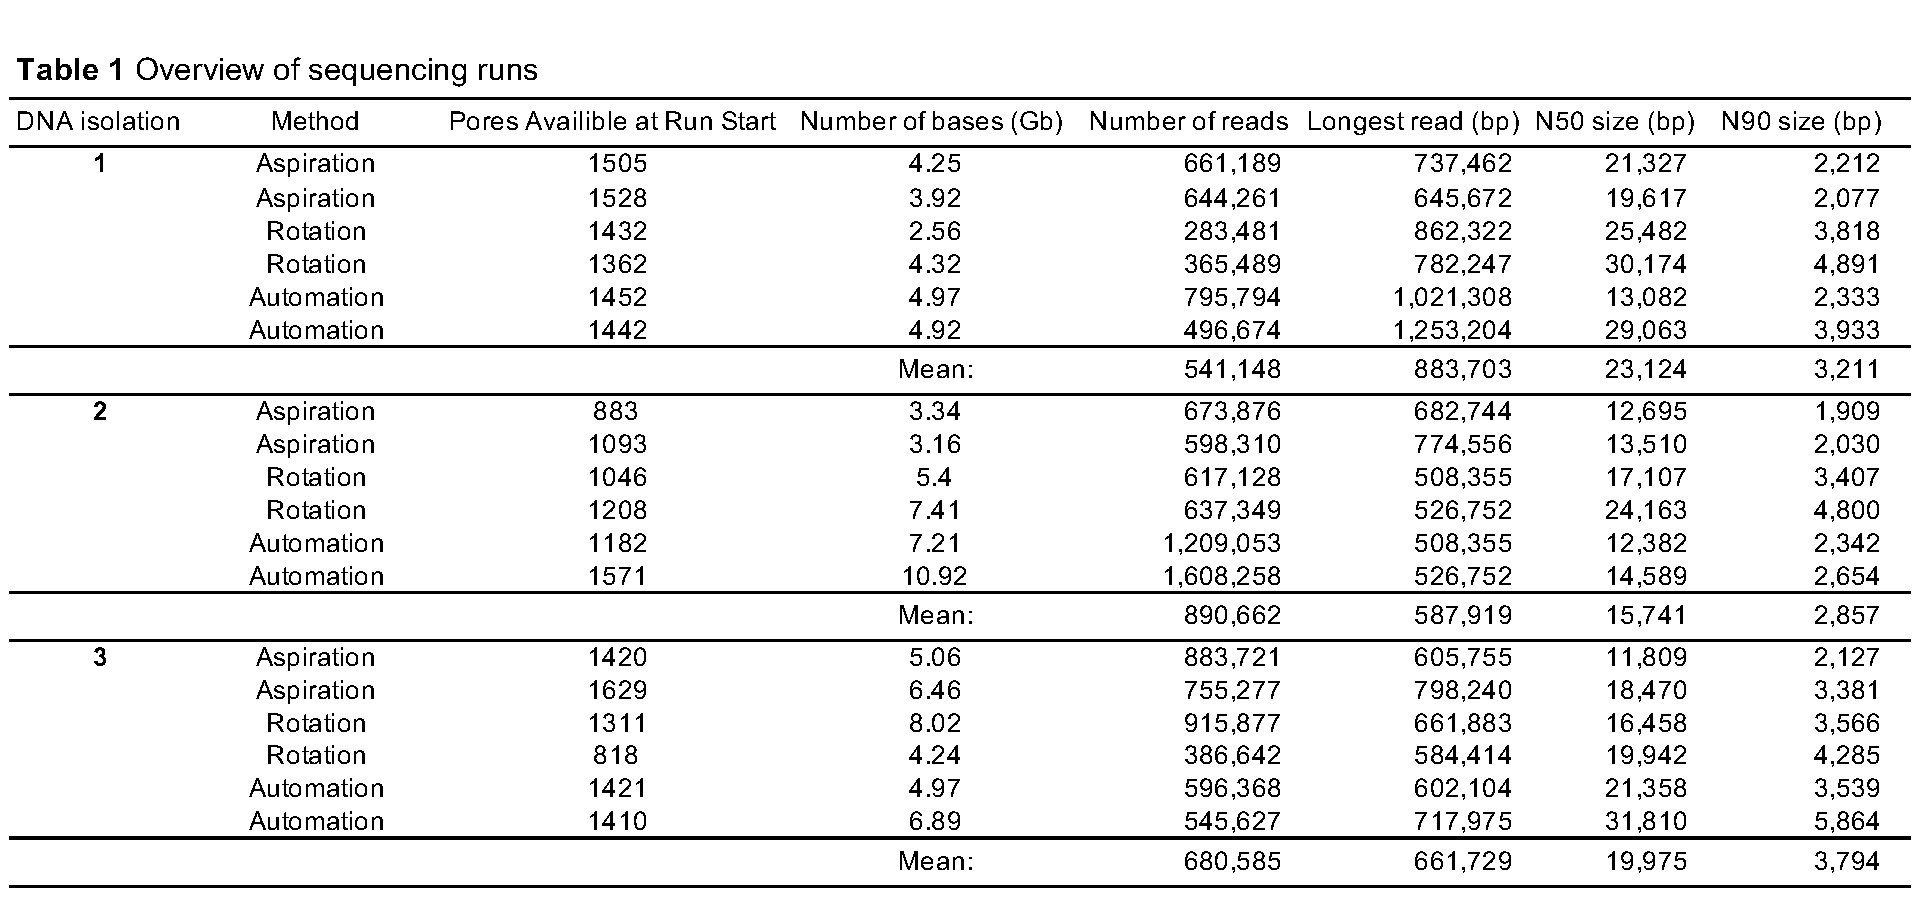 Table 1 Overview of sequencing runs
DNA isolation Method Pores Availible at Run Start Number of bases (Gb) Number of reads Longest read (bp) N50 size (bp) N90 size (bp)
1 Aspiration 1505 4.25 661,189 737,462 21,327 2,212
Aspiration 1528 3.92 644,261 645,672 19,617 2,077
Rotation 1432 2.56 283,481 862,322 25,482 3,818
Rotation 1362 4.32 365,489 782,247 30,174 4,891
Automation 1452 4.97 795,794 1,021,308 13,082 2,333
Automation 1442 4.92 496,674 1,253,204 29,063 3,933
Mean: 541,148 883,703 23,124 3,211
2 Aspiration 883 3.34 673,876 682,744 12,695 1,909
Aspiration 1093 3.16 598,310 774,556 13,510 2,030
Rotation 1046 5.4 617,128 508,355 17,107 3,407
Rotation 1208 7.41 637,349 526,752 24,163 4,800
Automation 1182 7.21 1,209,053 508,355 12,382 2,342
Automation 1571 10.92 1,608,258 526,752 14,589 2,654
Mean: 890,662 587,919 15,741 2,857
3 Aspiration 1420 5.06 883,721 605,755 11,809 2,127
Aspiration 1629 6.46 755,277 798,240 18,470 3,381
Rotation 1311 8.02 915,877 661,883 16,458 3,566
Rotation 818 4.24 386,642 584,414 19,942 4,285
Automation 1421 4.97 596,368 602,104 21,358 3,539
Automation 1410 6.89 545,627 717,975 31,810 5,864
Mean: 680,585 661,729 19,975 3,794